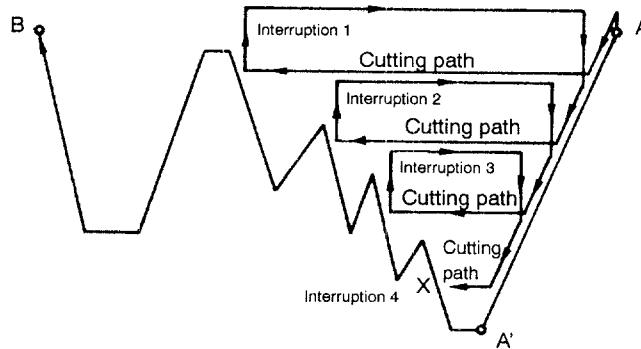 B
A
Interruption 1
Cutting path
Interruption 2
Cutting path
Interruption 3
Cutting path
Cutting
path
X
Interruption 4
A'